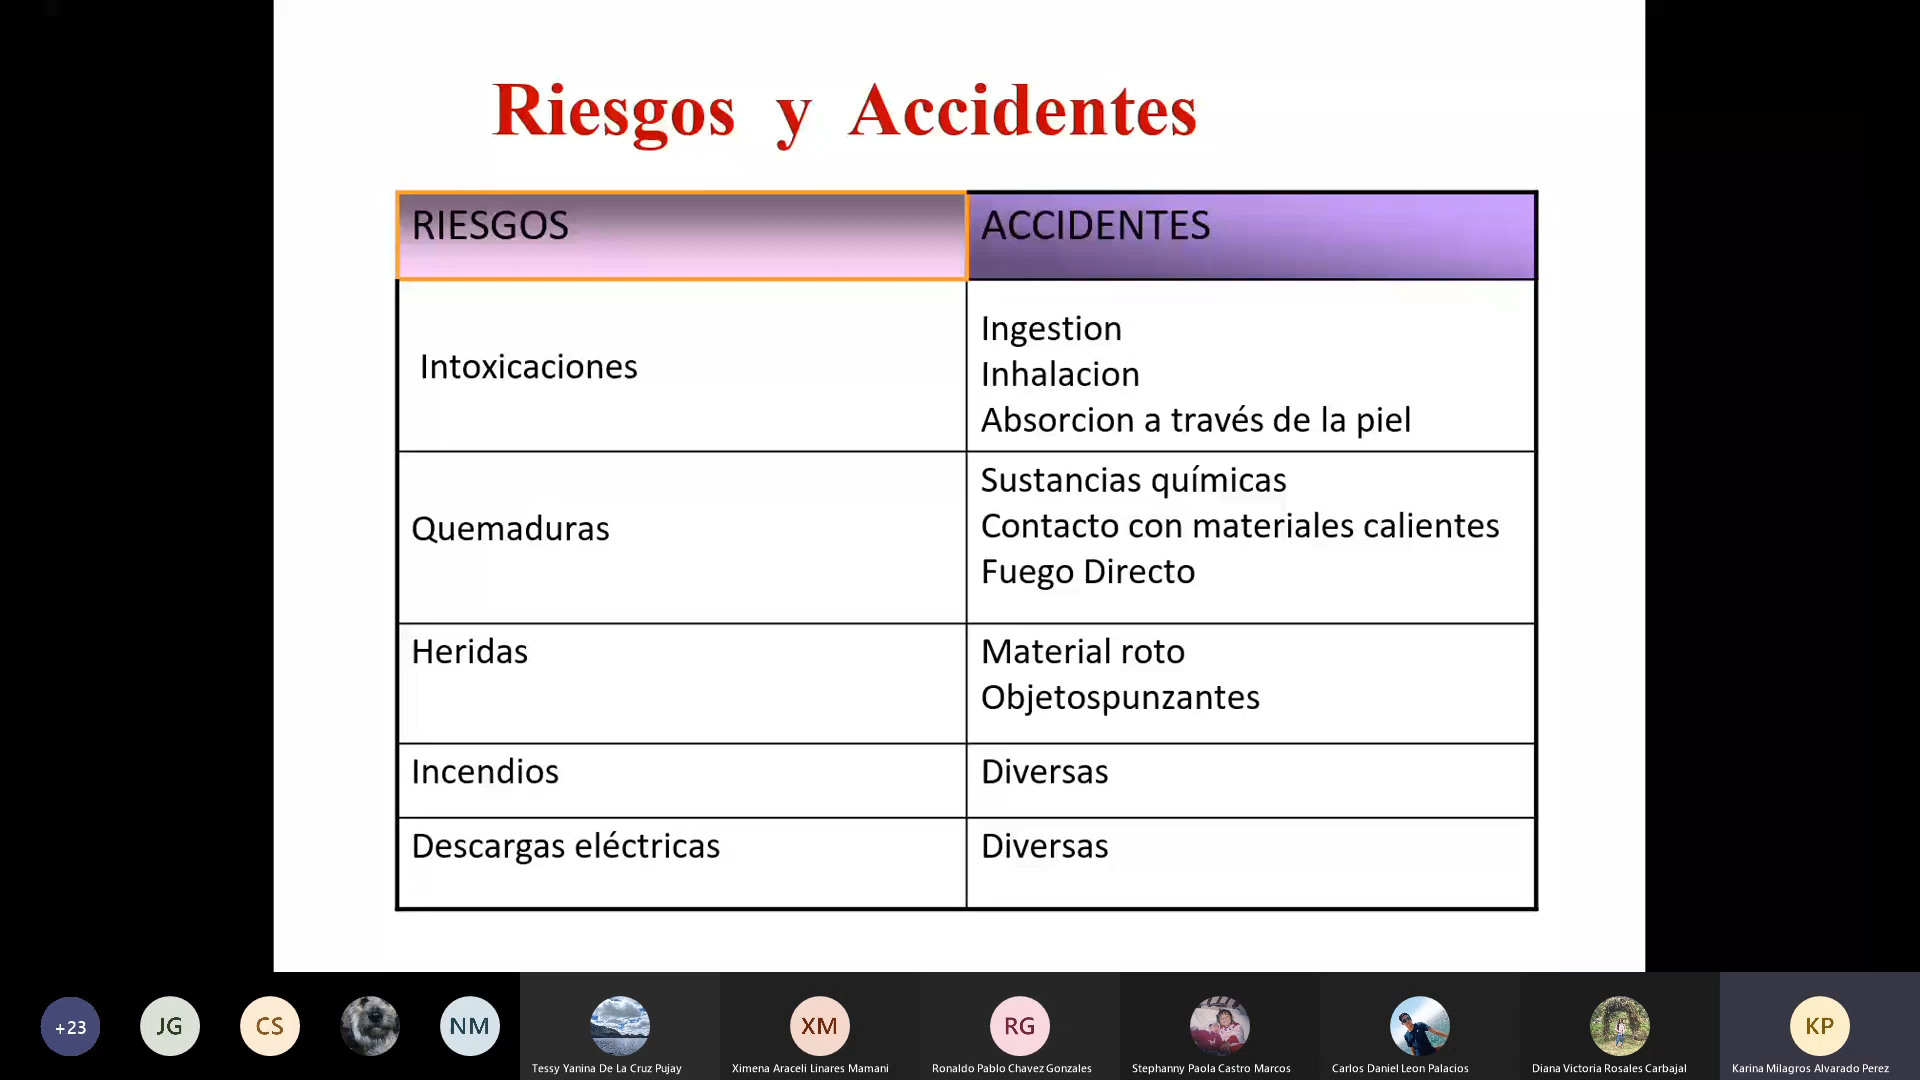 Riesgos y Accidentes
RIESGOS
ACCIDENTES
Intoxicaciones
Ingestion
Inhalacion
Absorcion a través de la piel
Quemaduras
Sustancias químicas
Contacto con materiales calientes
Fuego Directo
Heridas
Material roto
Objetospunzantes
Incendios
Diversas
Descargas eléctricas
Diversas
+23
JG
CS
NM
Tessy Yanina De La Cruz Pujay
XM
Ximena Araceli Linares Mamani
RG
Ronaldo Pablo Chavez Gonzales
Stephanny Paola Castro Marcos
Carlos Daniel Leon Palacios
Diana Victoria Rosales Carbajal
KP
Karina Milagros Alvarado Perez